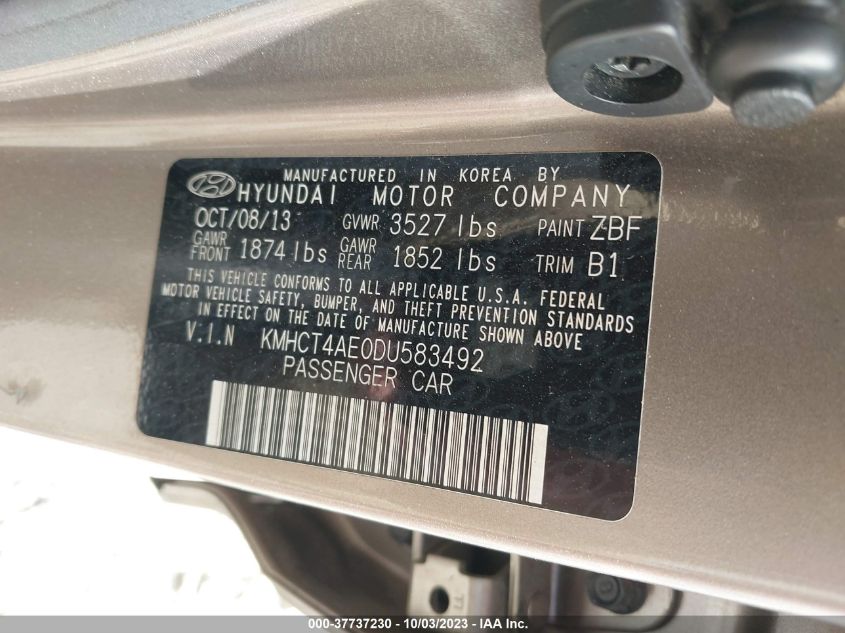 MANUFACTURED IN KOREA BY
HYUNDAI MOTOR COMPANY
OCT/08/13 GVWR 3527 lbs PAINT ZBF
GAWR FRONT 1874 lbs GAWR REAR 1852 lbs TRIM B1
THIS VEHICLE CONFORMS TO ALL APPLICABLE U.S.A. FEDERAL
MOTOR VEHICLE SAFETY, BUMPER, AND THEFT PREVENTION STANDARDS
IN EFFECT ON THE DATE OF MANUFACTURE SHOWN ABOVE
V.I.N KMHCT4AE0DU583492
PASSENGER CAR
77
000-37737230 - 10/03/2023 - IAA Inc.